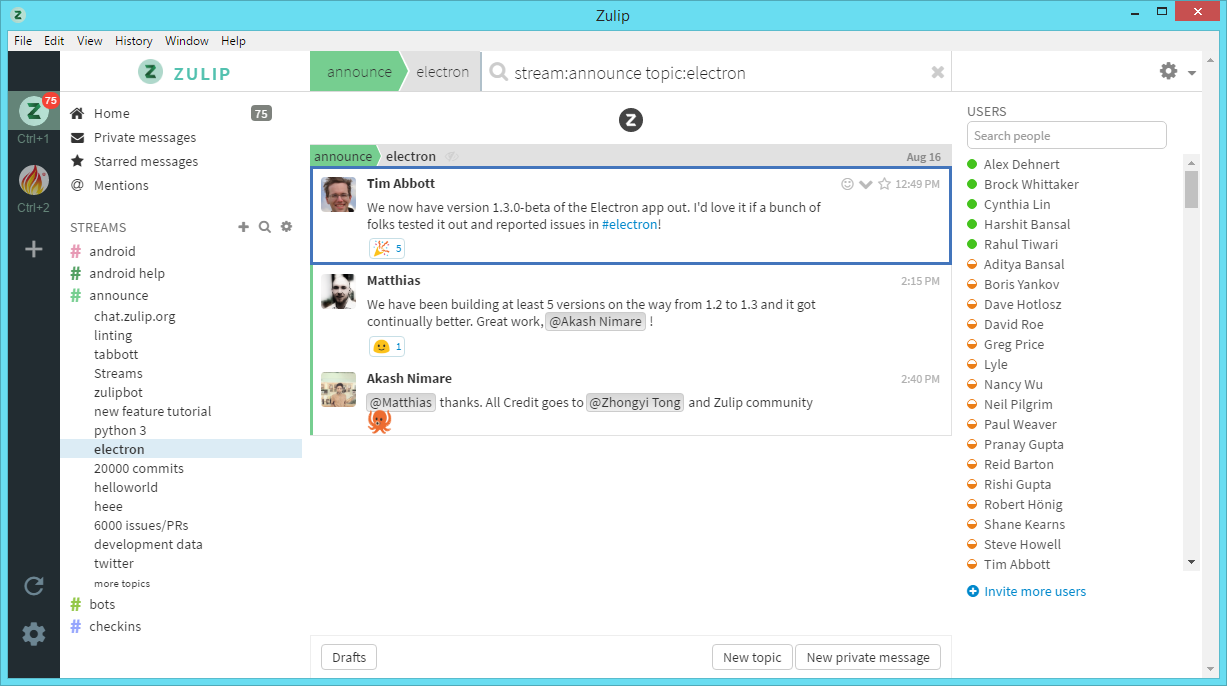 Zulip
File Edit View History Window Help
75
Ctrl+1
Ctrl+2
ZULIP
Home 75
Private messages
Starred messages
@ Mentions
STREAMS
# android
# android help
# announce
chat.zulip.org
linting
tabbott
Streams
zulipbot
new feature tutorial
python 3
electron
20000 commits
helloworld
heee
6000 issues/PRs
development data
twitter
more topics
# bots
# checkins
announce electron stream:announce topic:electron
announce electron Aug 16
Tim Abbott 12:49 PM
We now have version 1.3.0-beta of the Electron app out. I'd love it if a bunch of
folks tested it out and reported issues in #electron!
5
Matthias 2:15 PM
We have been building at least 5 versions on the way from 1.2 to 1.3 and it got
continually better. Great work, @Akash Nimare !
1
Akash Nimare 2:40 PM
@Matthias thanks. All Credit goes to @Zhongyi Tong and Zulip community
Drafts New topic New private message
USERS
Search people
Alex Dehnert
Brock Whittaker
Cynthia Lin
Harshit Bansal
Rahul Tiwari
Aditya Bansal
Boris Yankov
Dave Hotlosz
David Roe
Greg Price
Lyle
Nancy Wu
Neil Pilgrim
Paul Weaver
Pranay Gupta
Reid Barton
Rishi Gupta
Robert Hönig
Shane Kearns
Steve Howell
Tim Abbott
Invite more users